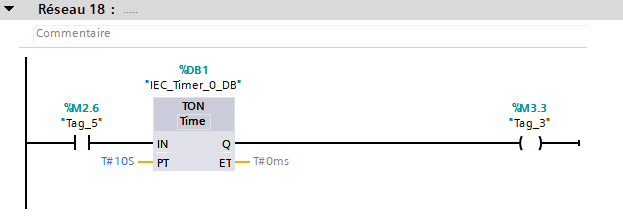 Réseau 18 : .....
Commentaire
%DB1
"IEC_Timer_0_DB"
%M2.6
"Tag_5"
TON
Time
%M3.3
"Tag_3"
IN Q
T#10S PT ET T#0ms